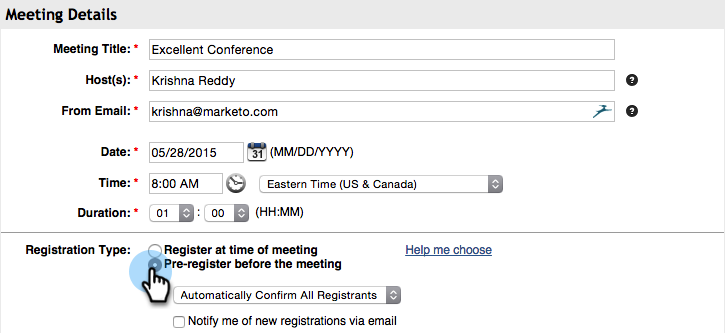 Meeting Details
Meeting Title: * Excellent Conference
Host(s): * Krishna Reddy ?
From Email: * krishna@marketo.com ?
Date: * 05/28/2015 31 (MM/DD/YYYY)
Time: * 8:00 AM Eastern Time (US & Canada)
Duration: * 01 : 00 (HH:MM)
Registration Type: Register at time of meeting Help me choose
Pre-register before the meeting
Automatically Confirm All Registrants
Notify me of new registrations via email